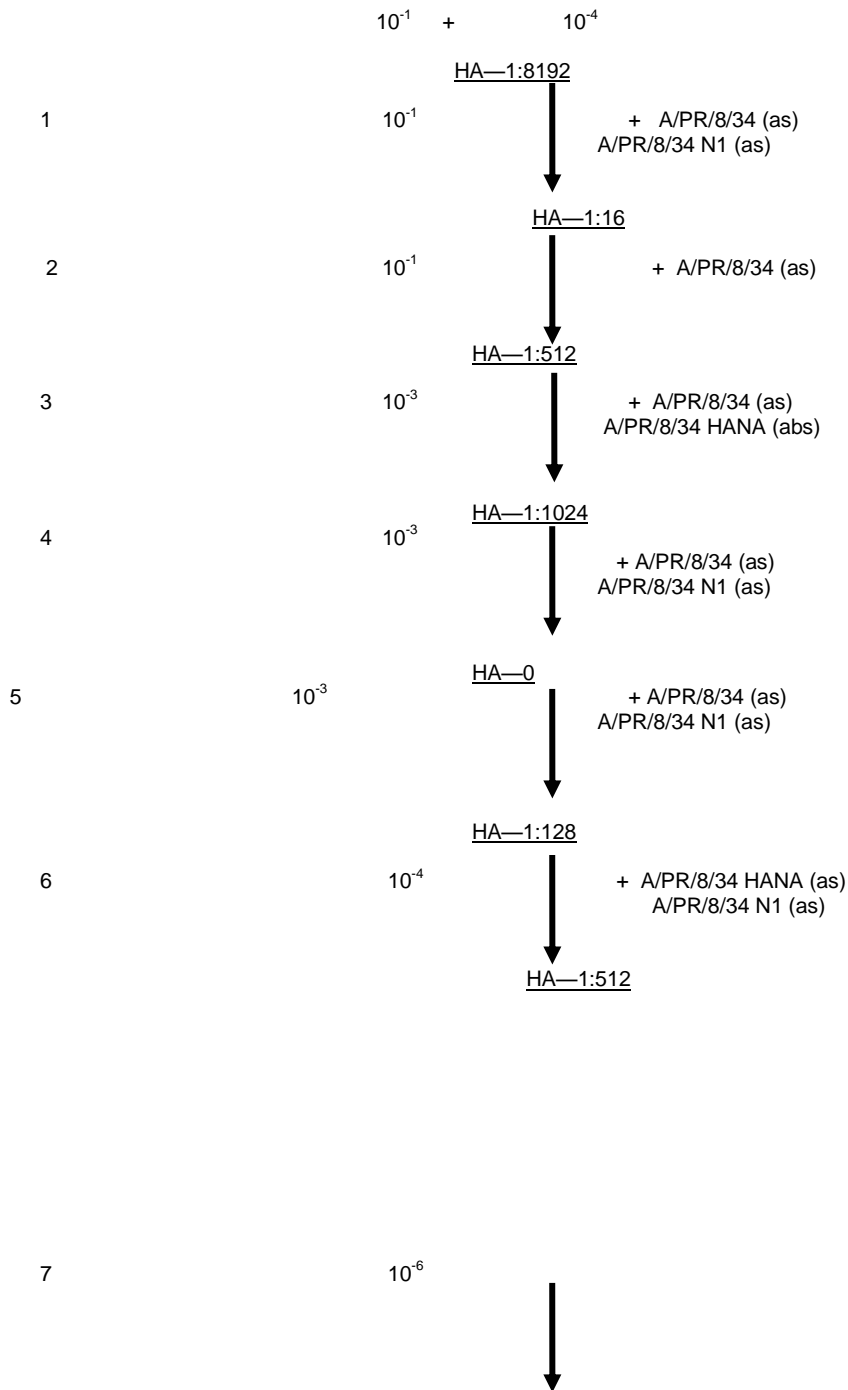 10⁻¹ + 10⁻⁴
HA—1:8192
1 10⁻¹ + A/PR/8/34 (as)
A/PR/8/34 N1 (as)
HA—1:16
2 10⁻¹ + A/PR/8/34 (as)
HA—1:512
3 10⁻³ + A/PR/8/34 (as)
A/PR/8/34 HANA (abs)
HA—1:1024
4 10⁻³
+ A/PR/8/34 (as)
A/PR/8/34 N1 (as)
HA—0
5 10⁻³ + A/PR/8/34 (as)
A/PR/8/34 N1 (as)
HA—1:128
6 10⁻⁴ + A/PR/8/34 HANA (as)
A/PR/8/34 N1 (as)
HA—1:512
7 10⁻⁶